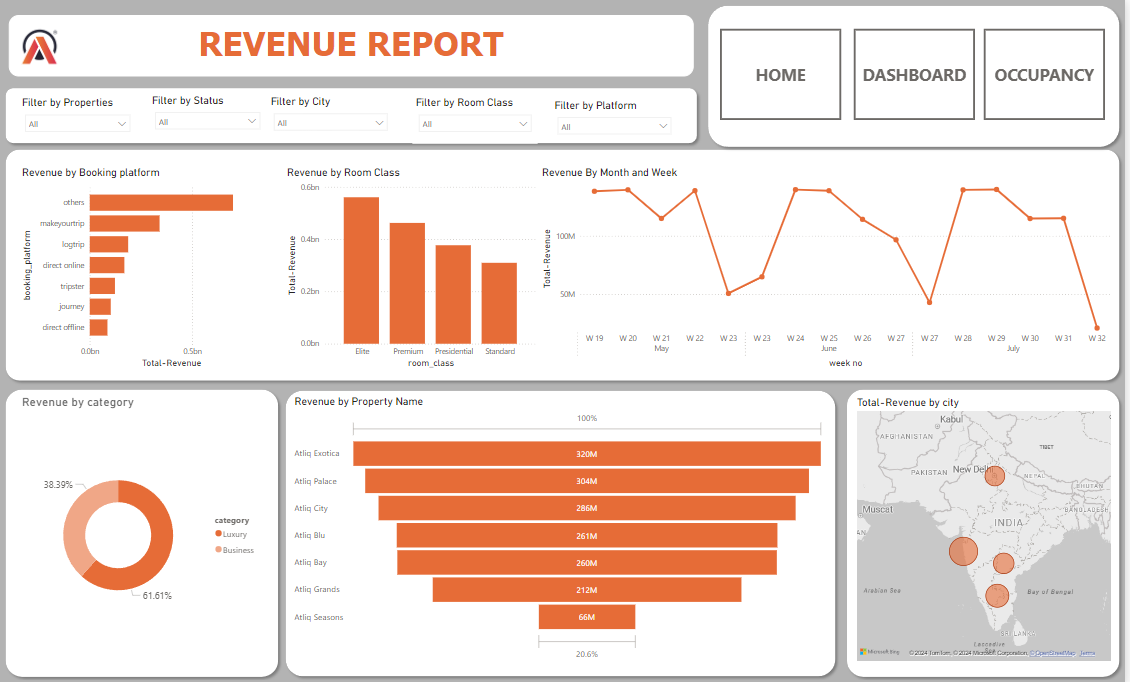 REVENUE REPORT
HOME
DASHBOARD
OCCUPANCY
Filter by Properties
Filter by Status
Filter by City
Filter by Room Class
Filter by Platform
All
All
All
All
All
Revenue by Booking platform
booking_platform
others
makeyourtrip
logtrip
direct online
tripster
journey
direct offline
0.0bn 0.5bn
Total-Revenue
Revenue by Room Class
Total-Revenue
0.6bn
0.4bn
0.2bn
0.0bn
Elite Premium Presidential Standard
room_class
Revenue By Month and Week
Total-Revenue
100M
50M
W 19 W 20 W 21 W 22 W 23 W 23 W 24 W 25 W 26 W 27 W 27 W 28 W 29 W 30 W 31 W 32
May June July
week no
Revenue by category
38.39%
61.61%
category
Luxury
Business
Revenue by Property Name
100%
Atliq Exotica 320M
Atliq Palace 304M
Atliq City 286M
Atliq Blu 261M
Atliq Bay 260M
Atliq Grands 212M
Atliq Seasons 66M
20.6%
Total-Revenue by city
Kabul
AFGHANISTAN
TIBET
PAKISTAN
New Delhi
NEPAL
BHUTAN
Muscat
BANGLADESH
INDIA
AN
Arabian Sea
Bay of Bengal
SRI LANKA
Laccadive
Sea
Microsoft Bing
© 2024 TomTom, © 2024 Microsoft Corporation, © OpenStreetMap Terms